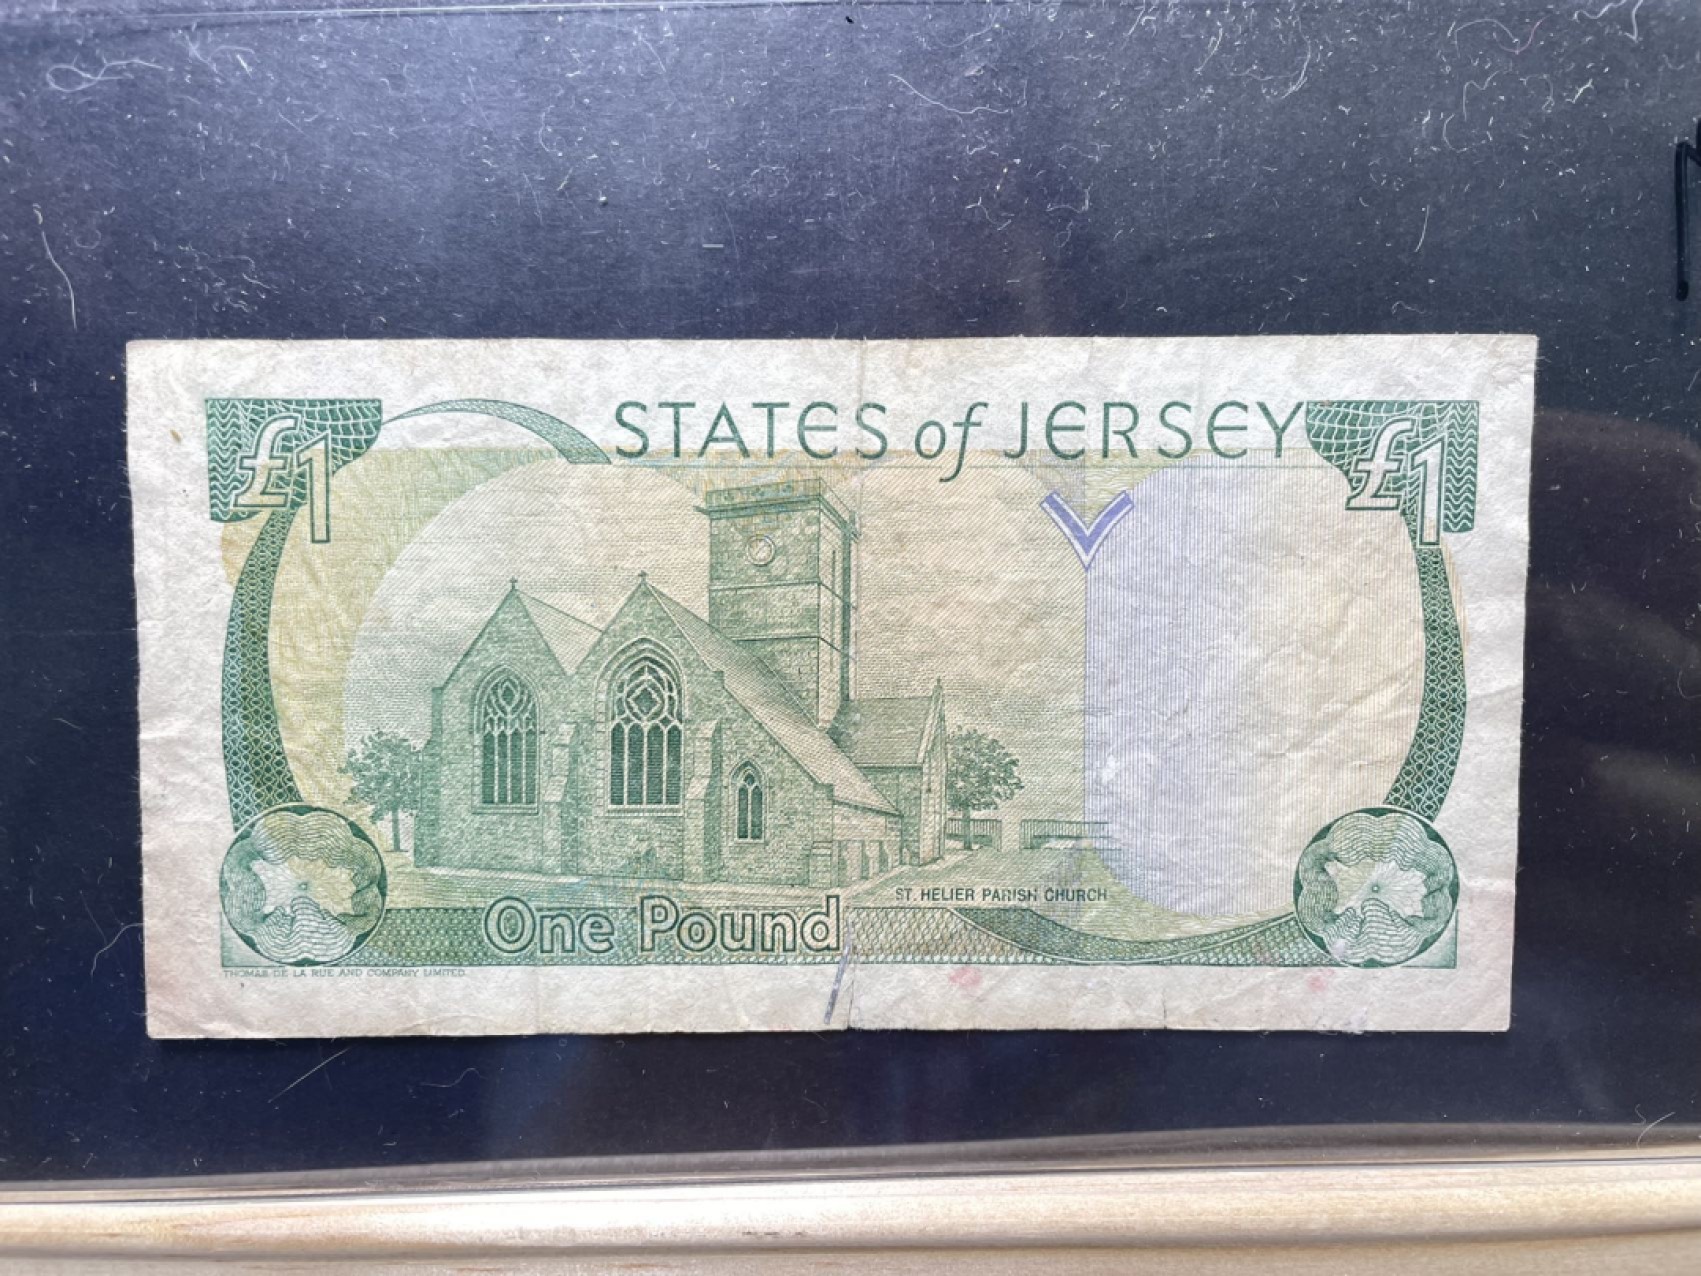 £1 STATES of JERSEY £1
ST. HELIER PARISH CHURCH
One Pound
THOMAS DE LA RUE AND COMPANY LIMITED.